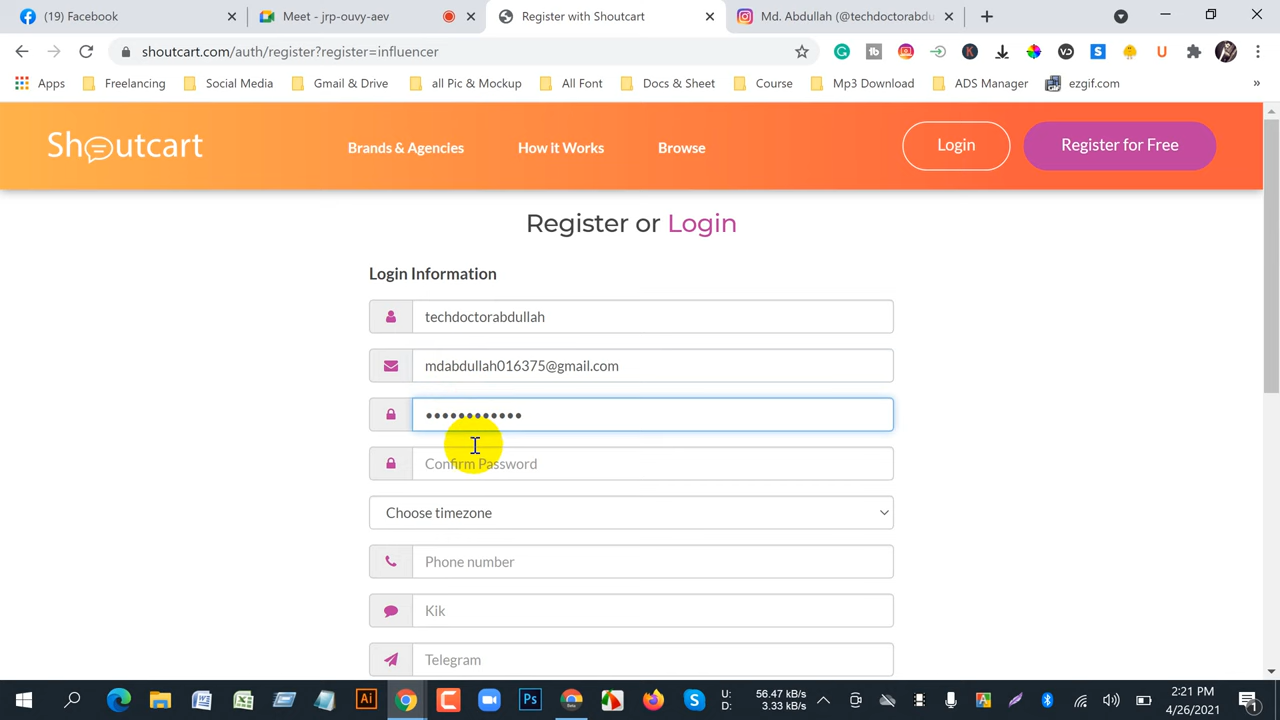 (19) Facebook
Meet - jrp-ouvy-aev
Register with Shoutcart
Md. Abdullah (@techdoctorabdu
shoutcart.com/auth/register?register=influencer
Apps
Freelancing
Social Media
Gmail & Drive
all Pic & Mockup
All Font
Docs & Sheet
Course
Mp3 Download
ADS Manager
ezgif.com
»
Shoutcart
Brands & Agencies
How it Works
Browse
Login
Register for Free
Register or Login
Login Information
techdoctorabdullah
mdabdullah016375@gmail.com
••••••••••••
Confirm Password
Choose timezone
Phone number
Kik
Telegram
U: 56.47 kB/s
D: 3.33 kB/s
2:21 PM
4/26/2021